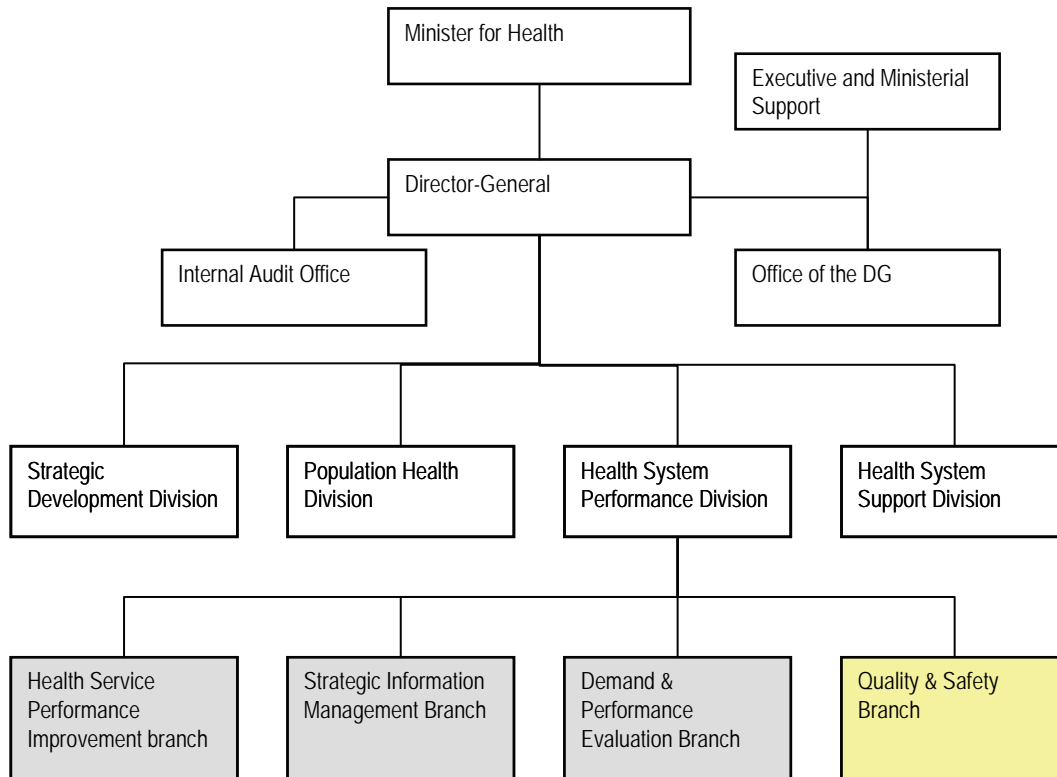 Minister for Health
Executive and Ministerial
Support
Director-General
Internal Audit Office
Office of the DG
Strategic
Development Division
Population Health
Division
Health System
Performance Division
Health System
Support Division
Health Service
Performance
Improvement branch
Strategic Information
Management Branch
Demand &
Performance
Evaluation Branch
Quality & Safety
Branch